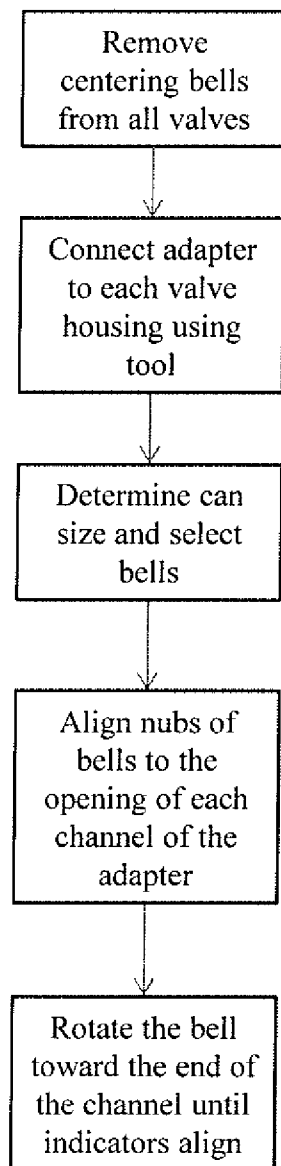 Remove
centering bells
from all valves
Connect adapter
to each valve
housing using
tool
Determine can
size and select
bells
Align nubs of
bells to the
opening of each
channel of the
adapter
Rotate the bell
toward the end of
the channel until
indicators align